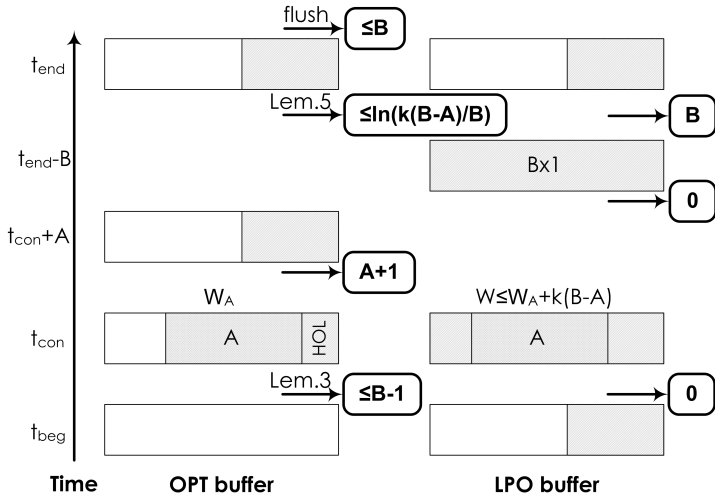 flush
≤B
t_end
Lem.5
≤ln(k(B-A)/B)
B
t_end-B
Bx1
0
t_con+A
A+1
W_A
W≤W_A+k(B-A)
t_con
A
HOL
A
Lem.3
≤B-1
0
t_beg
Time
OPT buffer
LPO buffer